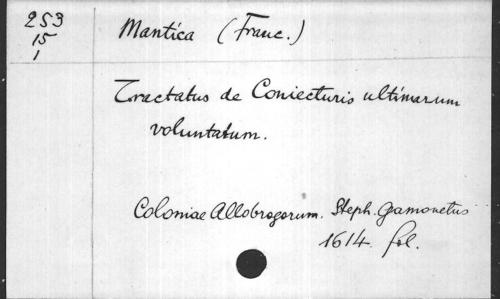 253
15
1
Mantica (Franc.)
Tractatus de Coniecturis ultimarum
voluntatum.
Coloniae Allobrogorum. Steph. Gamonetus
1614. fol.